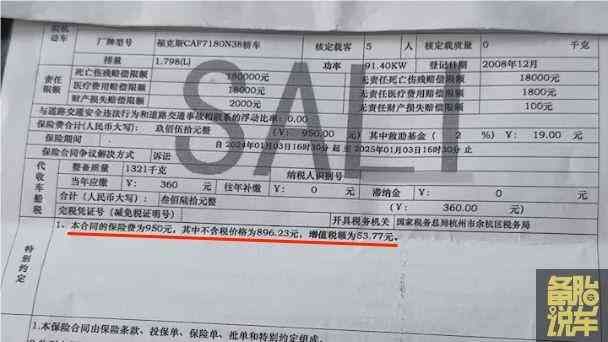 厂牌型号 福克斯CAF7180N38轿车 核定载客 5 人 核定载质量 0 千克
排量 1.798(L) 功率 91.40KW 登记日期 2008年12月
责任限额 死亡伤残赔偿限额 180000元 无责任死亡伤残赔偿限额 18000元
医疗费用赔偿限额 18000元 无责任医疗费用赔偿限额 1800元
财产损失赔偿限额 2000元 无责任财产损失赔偿限额 100元
与道路交通安全违法行为和道路交通事故相联系的浮动比率: 0.00
保险费合计(人民币大写): 玖佰伍拾元整 (¥: 950.00 元) 其中救助基金( 2 %) ¥: 19.00 元
自 2024年01月03日16时30分 起至 2025年01月03日16时30分 止
保险合同争议解决方式 诉讼
代收车船税 整备质量 1321千克 纳税人识别号
当年应缴 ¥: 360 元 往年补缴 ¥: 0 元 滞纳金 ¥: 0 元
合计(人民币大写): 叁佰陆拾元整 (¥: 360.00 元)
完税凭证号(减免税证明号) 开具税务机关 国家税务总局杭州市余杭区税务局
特别约定
1、本合同的保险费为950元,其中不含税价格为896.23元,增值税额为53.77元。
1.本保险合同由保险条款、投保单、保险单、批单和特别约定组成。
SALI
备胎说车